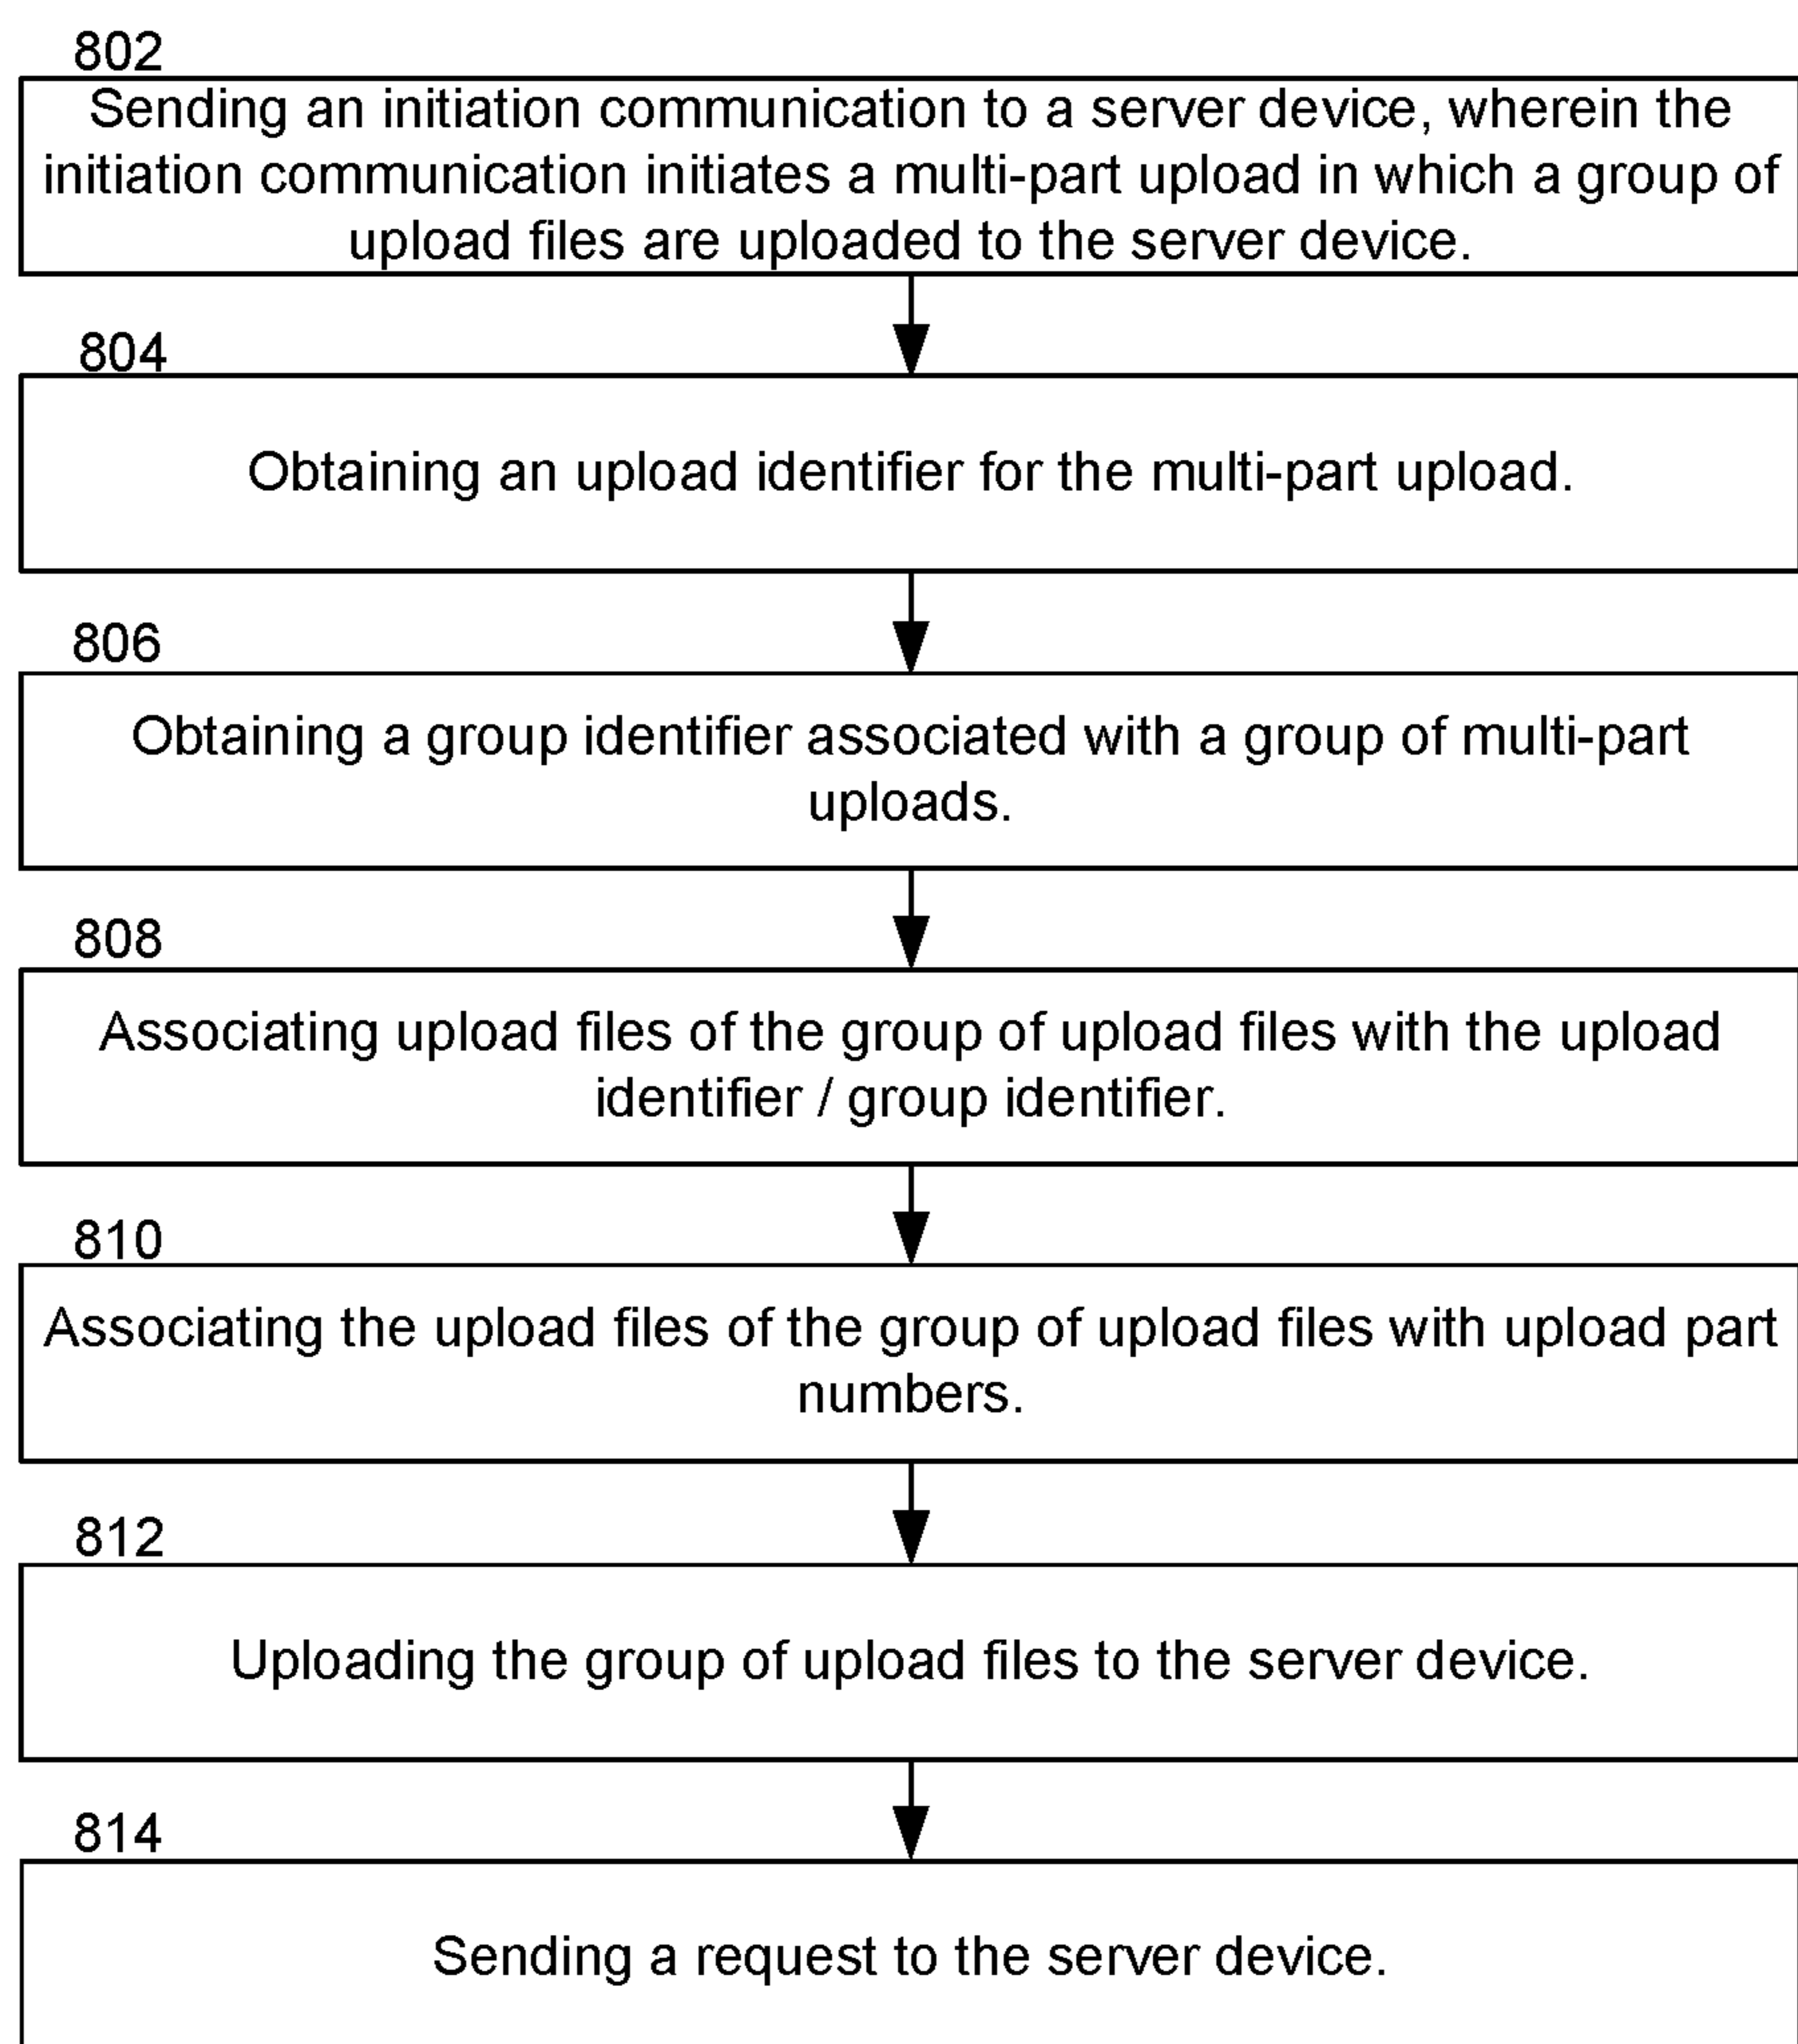 802
Sending an initiation communication to a server device, wherein the
initiation communication initiates a multi-part upload in which a group of
upload files are uploaded to the server device.
804
Obtaining an upload identifier for the multi-part upload.
806
Obtaining a group identifier associated with a group of multi-part
uploads.
808
Associating upload files of the group of upload files with the upload
identifier / group identifier.
810
Associating the upload files of the group of upload files with upload part
numbers.
812
Uploading the group of upload files to the server device.
814
Sending a request to the server device.